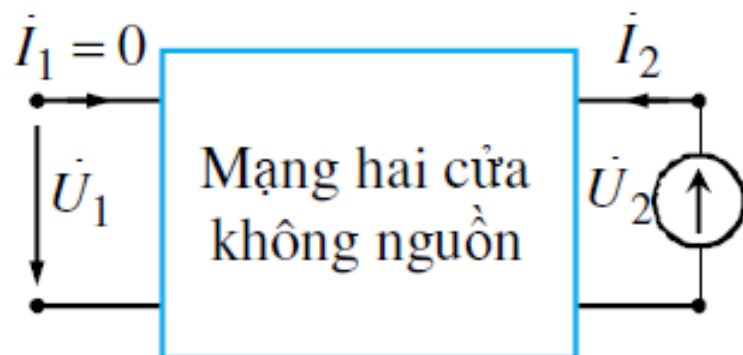 İ₁ = 0
İ₂
U̇₁
Mạng hai cửa
không nguồn
U̇₂